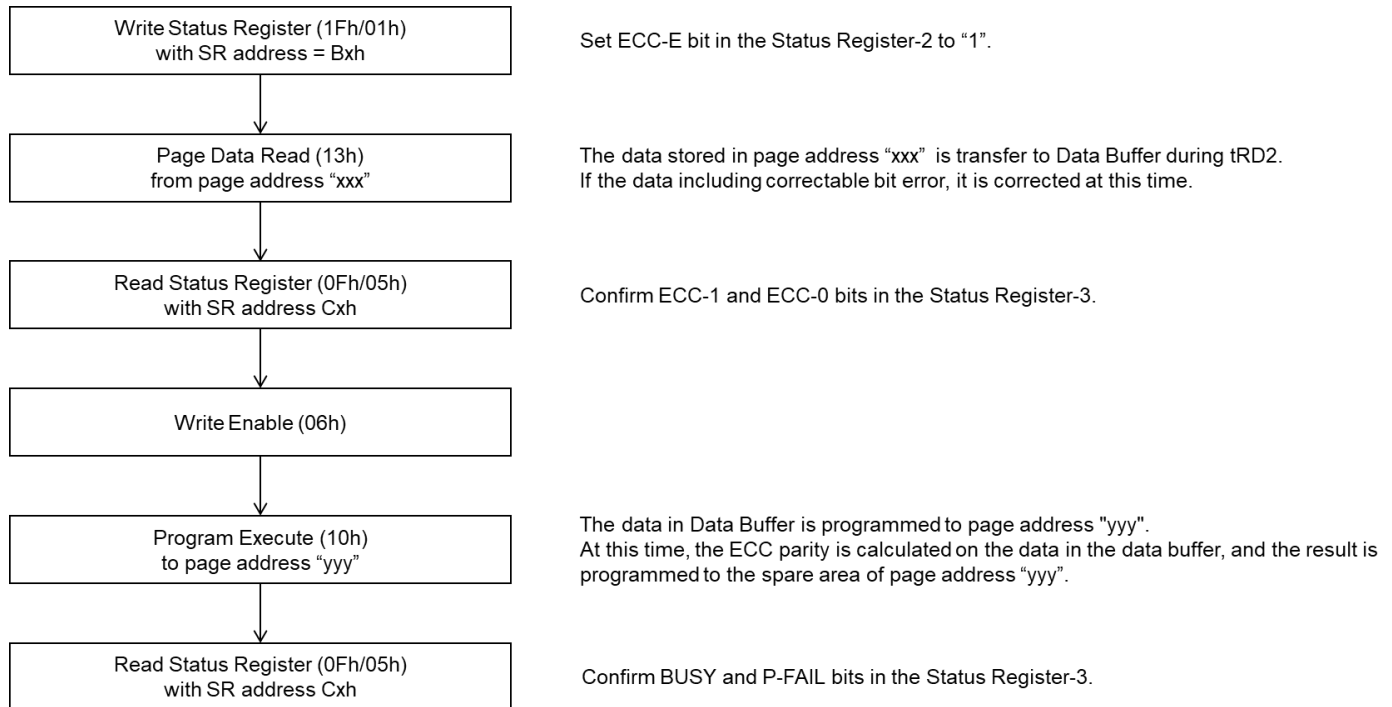 Write Status Register (1Fh/01h)
with SR address = Bxh
Set ECC-E bit in the Status Register-2 to “1”.
Page Data Read (13h)
from page address “xxx”
The data stored in page address “xxx” is transfer to Data Buffer during tRD2.
If the data including correctable bit error, it is corrected at this time.
Read Status Register (0Fh/05h)
with SR address Cxh
Confirm ECC-1 and ECC-0 bits in the Status Register-3.
Write Enable (06h)
Program Execute (10h)
to page address “yyy”
The data in Data Buffer is programmed to page address "yyy".
At this time, the ECC parity is calculated on the data in the data buffer, and the result is
programmed to the spare area of page address “yyy”.
Read Status Register (0Fh/05h)
with SR address Cxh
Confirm BUSY and P-FAIL bits in the Status Register-3.